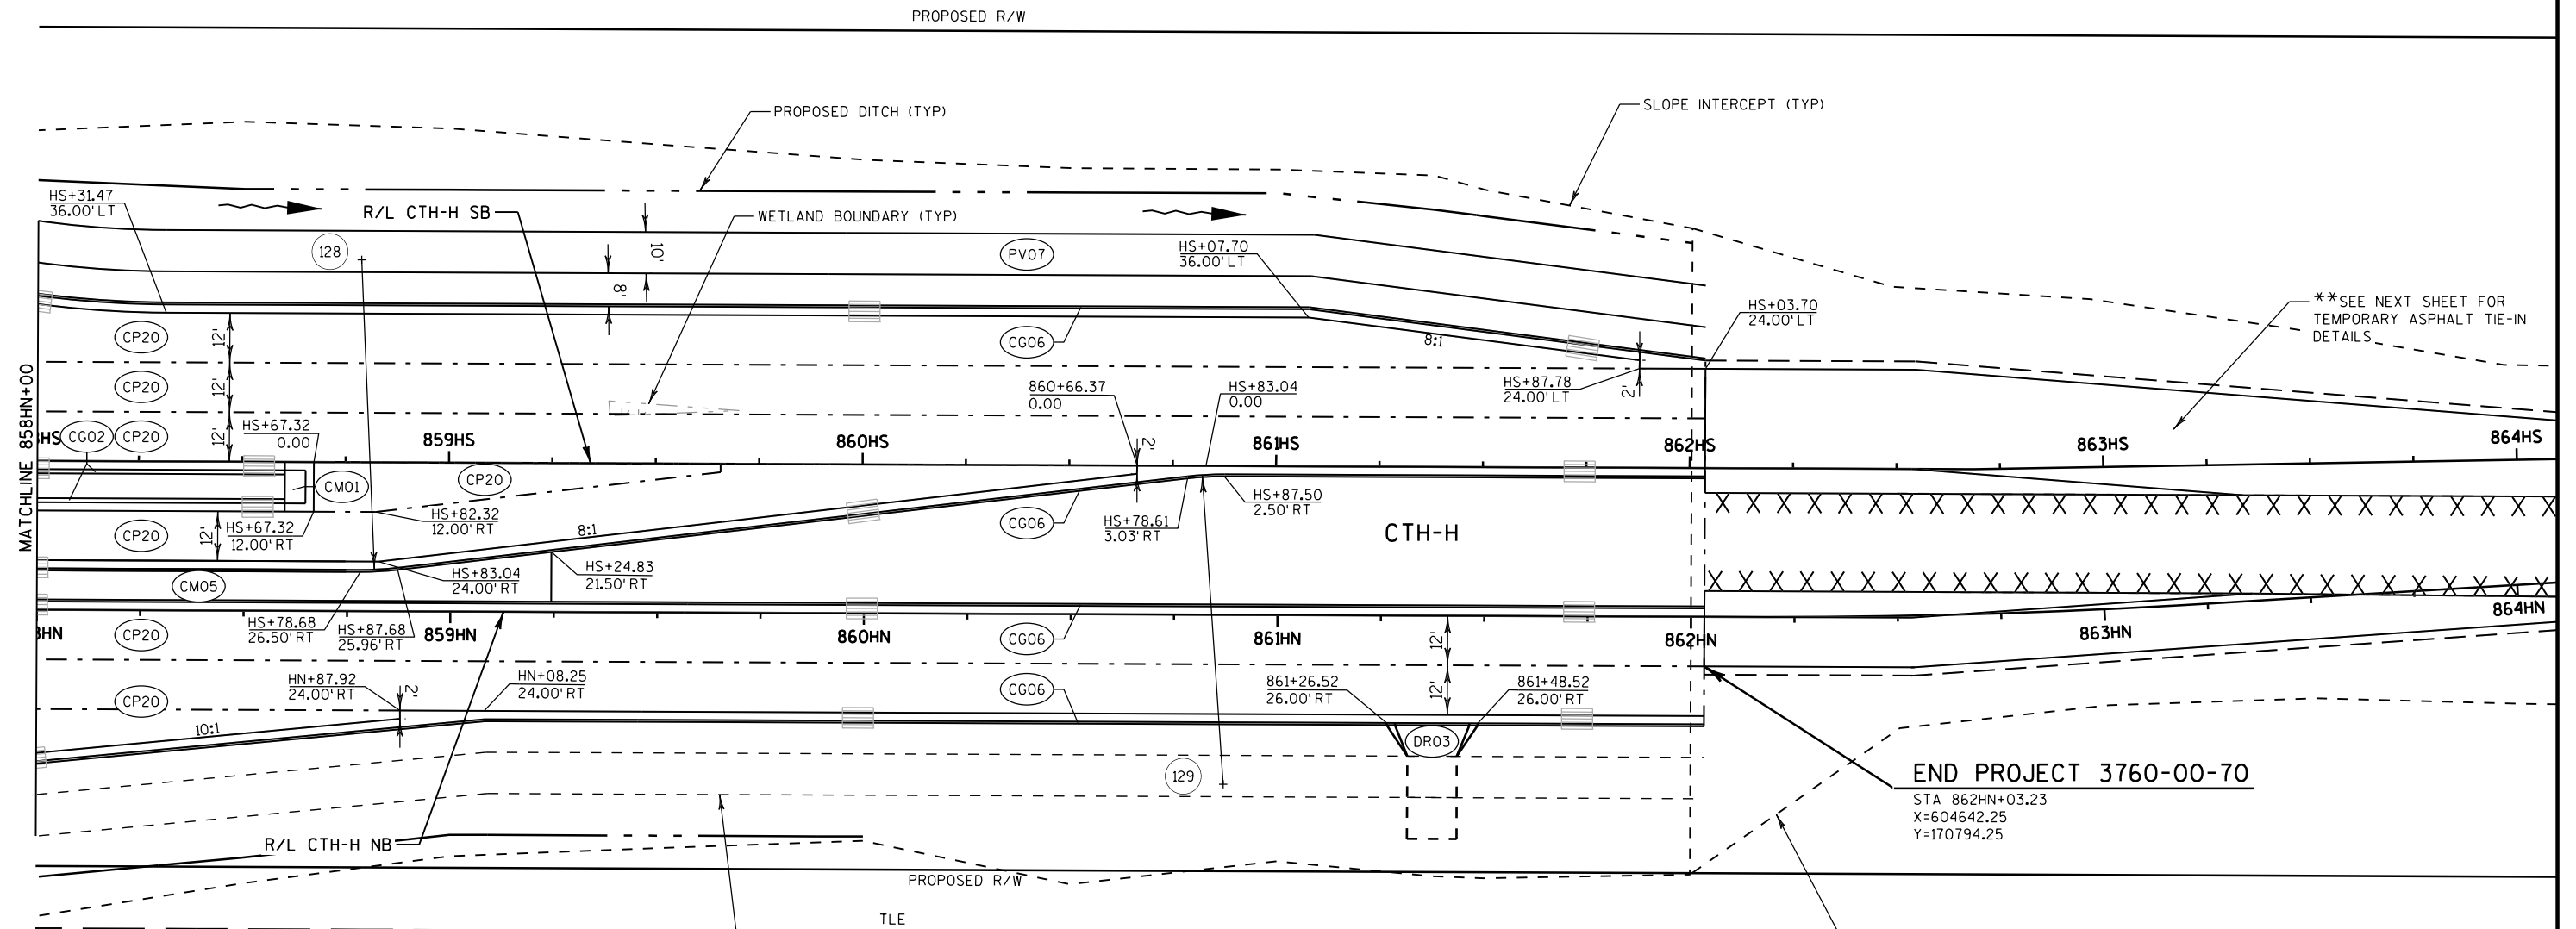 PROPOSED R/W
PROPOSED DITCH (TYP)
SLOPE INTERCEPT (TYP)
HS+31.47
36.00' LT
R/L CTH-H SB
WETLAND BOUNDARY (TYP)
128
10'
8'
PV07
HS+07.70
36.00' LT
HS+03.70
24.00' LT
**SEE NEXT SHEET FOR
TEMPORARY ASPHALT TIE-IN
DETAILS
CP20
12'
CG06
8:1
MATCHLINE 858HN+00
CP20
12'
860+66.37
0.00
HS+83.04
0.00
HS+87.78
24.00' LT
2'
HS
CG02
CP20
12'
HS+67.32
0.00
859HS
860HS
2'
861HS
862HS
863HS
864HS
CM01
CP20
HS+87.50
2.50' RT
HS+82.32
12.00' RT
HS+67.32
12.00' RT
CP20
12'
8:1
CG06
HS+78.61
3.03' RT
CTH-H
CM05
HS+83.04
24.00' RT
HS+24.83
21.50' RT
HS+78.68
26.50' RT
HS+87.68
25.96' RT
HN
CP20
859HN
860HN
CG06
861HN
12'
862HN
863HN
864HN
HN+87.92
24.00' RT
2'
HN+08.25
24.00' RT
CP20
CG06
861+26.52
26.00' RT
12'
861+48.52
26.00' RT
10:1
DR03
129
END PROJECT 3760-00-70
STA 862HN+03.23
X=604642.25
Y=170794.25
R/L CTH-H NB
PROPOSED R/W
TLE